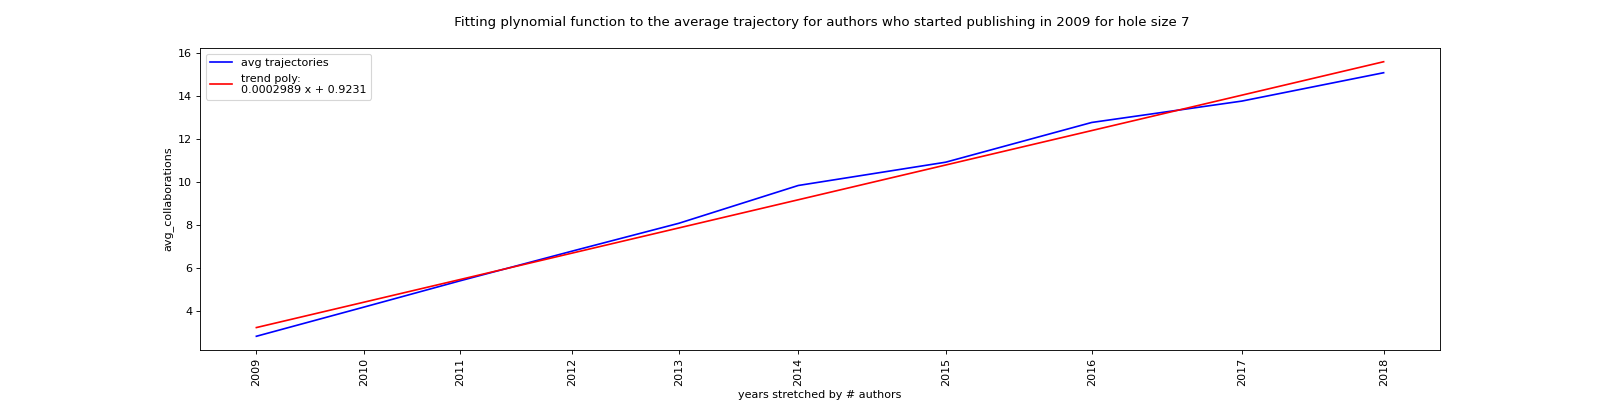 Fitting plynomial function to the average trajectory for authors who started publishing in 2009 for hole size 7
avg trajectories
trend poly:
0.0002989 x + 0.9231
avg_collaborations
16
14
12
10
8
6
4
2009
2010
2011
2012
2013
2014
2015
2016
2017
2018
years stretched by # authors